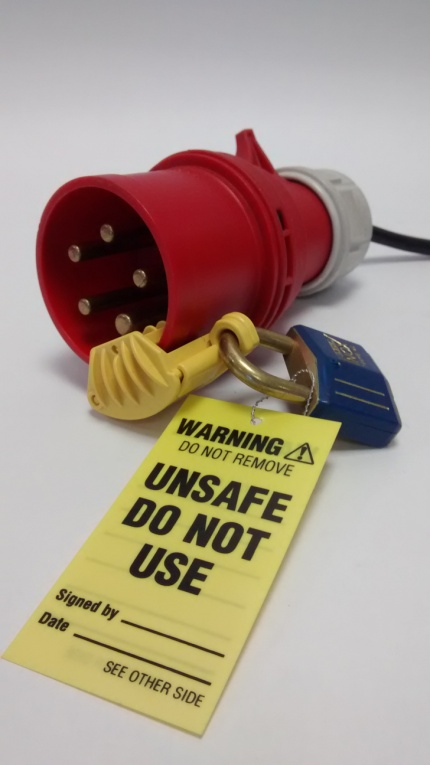 WARNING
DO NOT REMOVE
UNSAFE
DO NOT
USE
Signed by
Date
SEE OTHER SIDE